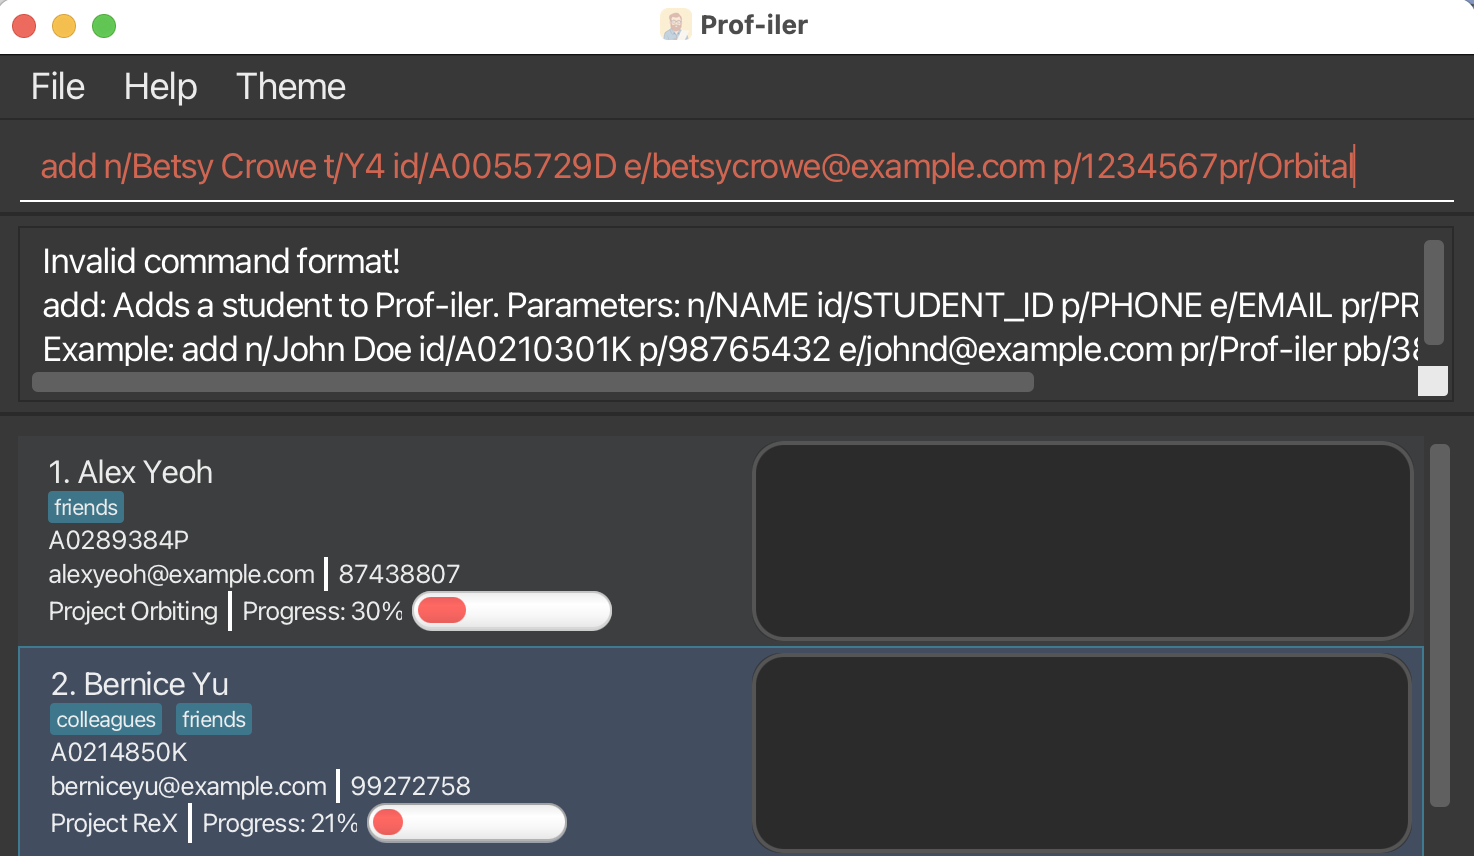 Prof-iler
File Help Theme
add n/Betsy Crowe t/Y4 id/A0055729D e/betsycrowe@example.com p/1234567pr/Orbital
Invalid command format!
add: Adds a student to Prof-iler. Parameters: n/NAME id/STUDENT_ID p/PHONE e/EMAIL pr/PR
Example: add n/John Doe id/A0210301K p/98765432 e/johnd@example.com pr/Prof-iler pb/38
1. Alex Yeoh
friends
A0289384P
alexyeoh@example.com 87438807
Project Orbiting Progress: 30%
2. Bernice Yu
colleagues friends
A0214850K
berniceyu@example.com 99272758
Project ReX Progress: 21%